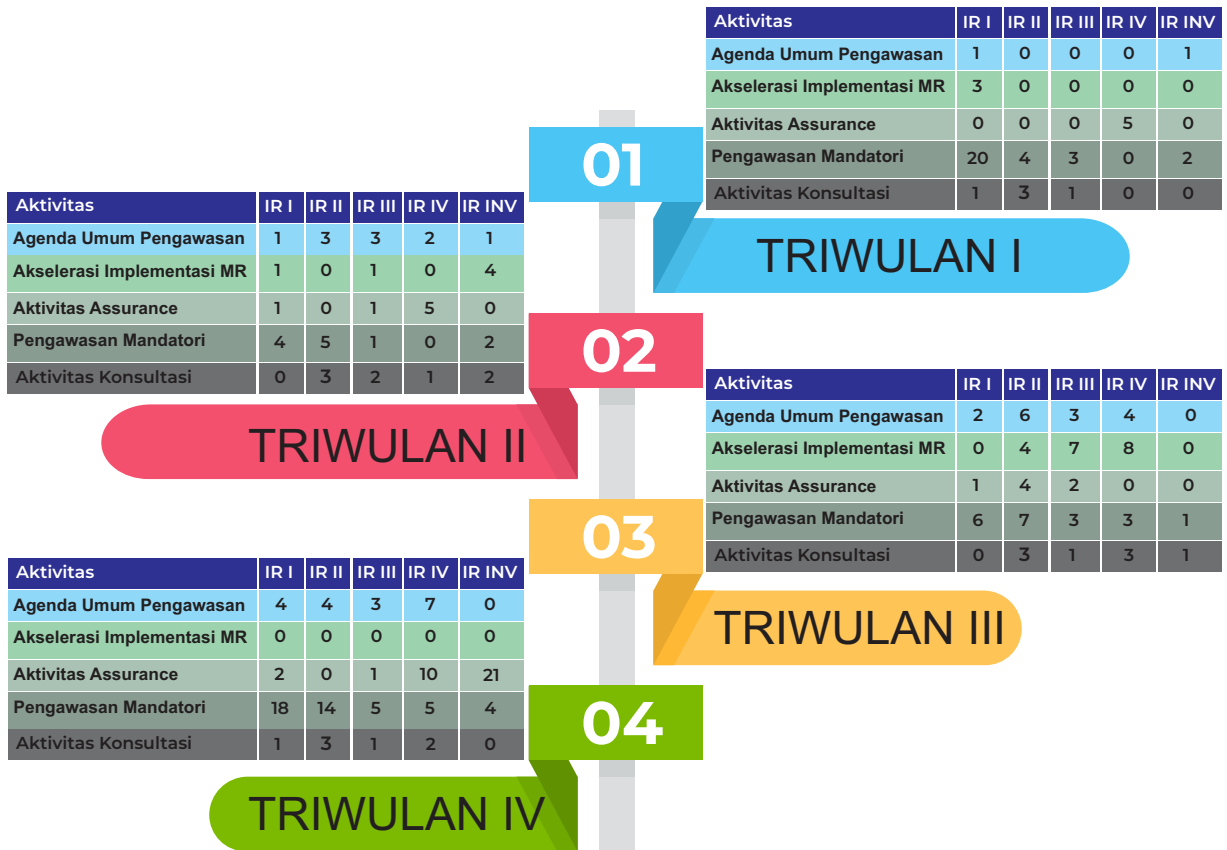 Aktivitas IR I IR II IR III IR IV IR INV
Agenda Umum Pengawasan 1 0 0 0 1
Akselerasi Implementasi MR 3 0 0 0 0
Aktivitas Assurance 0 0 0 5 0
Pengawasan Mandatori 20 4 3 0 2
Aktivitas Konsultasi 1 3 1 0 0
01
TRIWULAN I
Aktivitas IR I IR II IR III IR IV IR INV
Agenda Umum Pengawasan 1 3 3 2 1
Akselerasi Implementasi MR 1 0 1 0 4
Aktivitas Assurance 1 0 1 5 0
Pengawasan Mandatori 4 5 1 0 2
Aktivitas Konsultasi 0 3 2 1 2
02
TRIWULAN II
Aktivitas IR I IR II IR III IR IV IR INV
Agenda Umum Pengawasan 2 6 3 4 0
Akselerasi Implementasi MR 0 4 7 8 0
Aktivitas Assurance 1 4 2 0 0
Pengawasan Mandatori 6 7 3 3 1
Aktivitas Konsultasi 0 3 1 3 1
03
TRIWULAN III
Aktivitas IR I IR II IR III IR IV IR INV
Agenda Umum Pengawasan 4 4 3 7 0
Akselerasi Implementasi MR 0 0 0 0 0
Aktivitas Assurance 2 0 1 10 21
Pengawasan Mandatori 18 14 5 5 4
Aktivitas Konsultasi 1 3 1 2 0
04
TRIWULAN IV